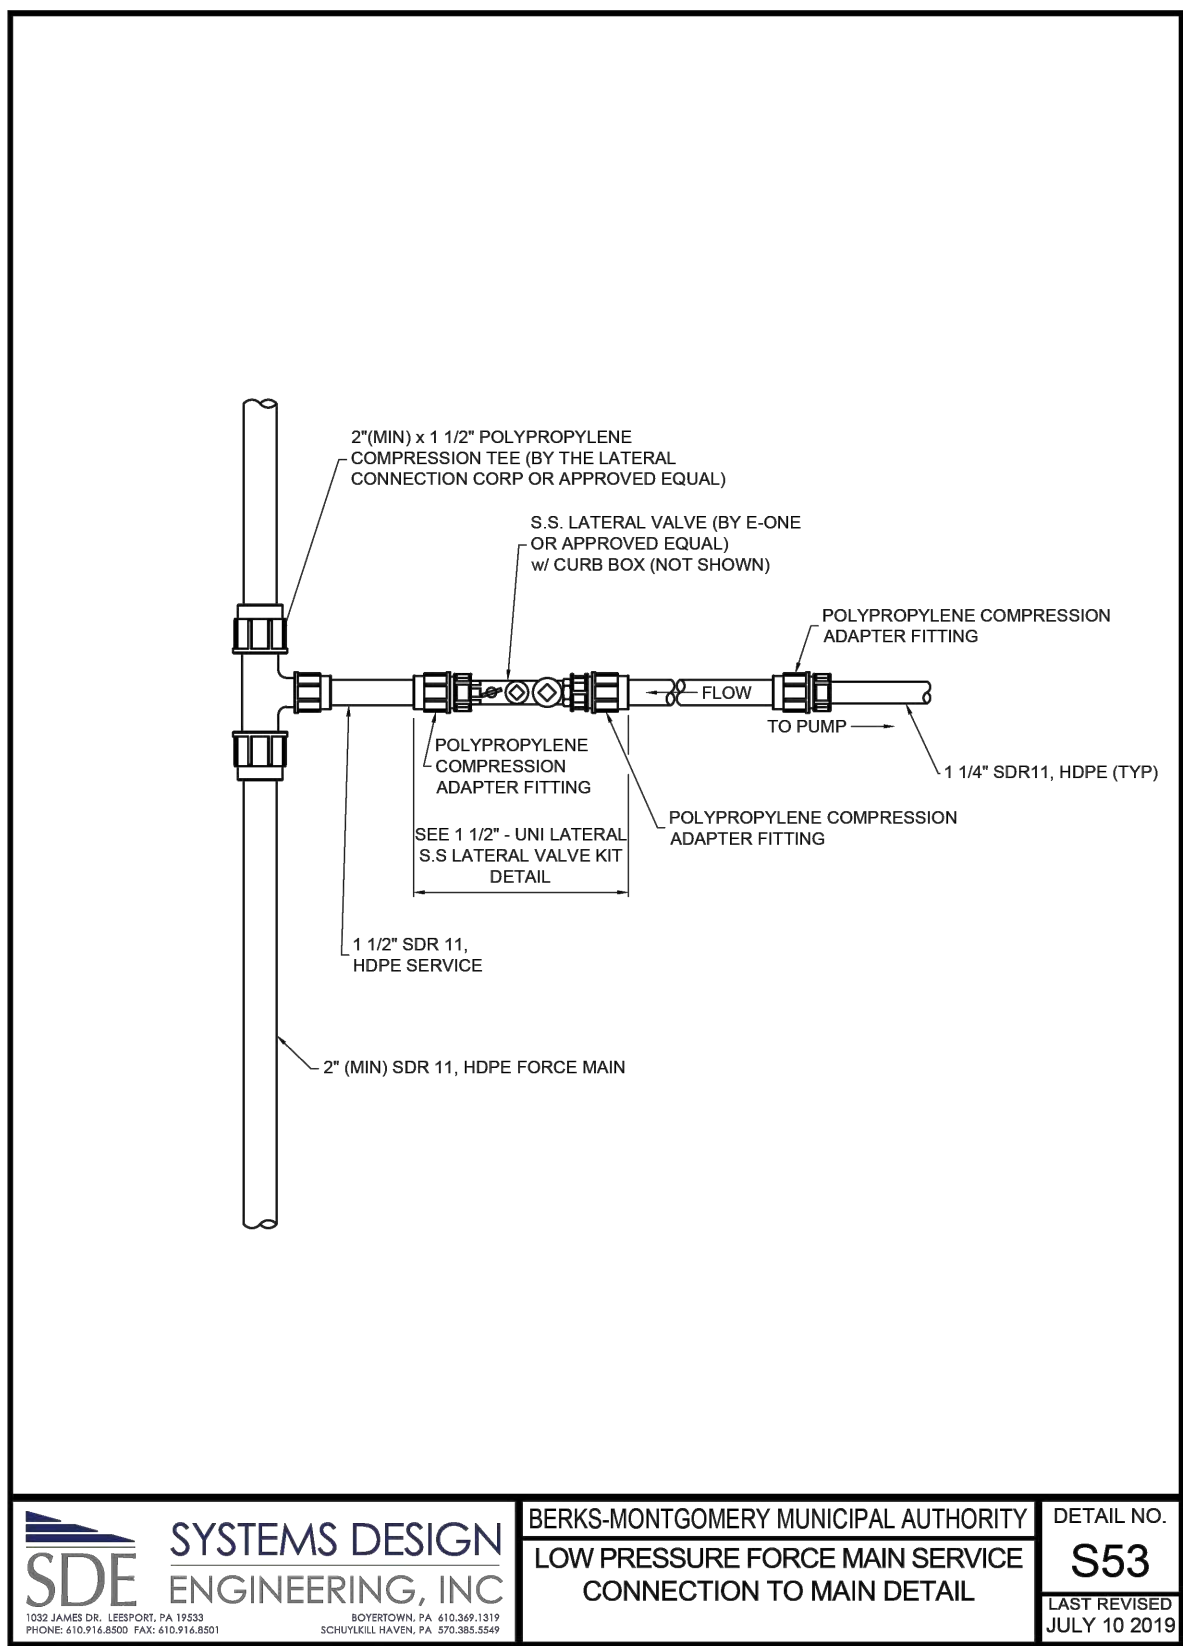 2"(MIN) x 1 1/2" POLYPROPYLENE
COMPRESSION TEE (BY THE LATERAL
CONNECTION CORP OR APPROVED EQUAL)
S.S. LATERAL VALVE (BY E-ONE
OR APPROVED EQUAL)
w/ CURB BOX (NOT SHOWN)
POLYPROPYLENE COMPRESSION
ADAPTER FITTING
FLOW
TO PUMP
POLYPROPYLENE
COMPRESSION
ADAPTER FITTING
1 1/4" SDR11, HDPE (TYP)
POLYPROPYLENE COMPRESSION
ADAPTER FITTING
SEE 1 1/2" - UNI LATERAL
S.S LATERAL VALVE KIT
DETAIL
1 1/2" SDR 11,
HDPE SERVICE
2" (MIN) SDR 11, HDPE FORCE MAIN
SDE
SYSTEMS DESIGN
ENGINEERING, INC
1032 JAMES DR. LEESPORT, PA 19533
PHONE: 610.916.8500 FAX: 610.916.8501
BOYERTOWN, PA 610.369.1319
SCHUYLKILL HAVEN, PA 570.385.5549
BERKS-MONTGOMERY MUNICIPAL AUTHORITY
LOW PRESSURE FORCE MAIN SERVICE
CONNECTION TO MAIN DETAIL
DETAIL NO.
S53
LAST REVISED
JULY 10 2019